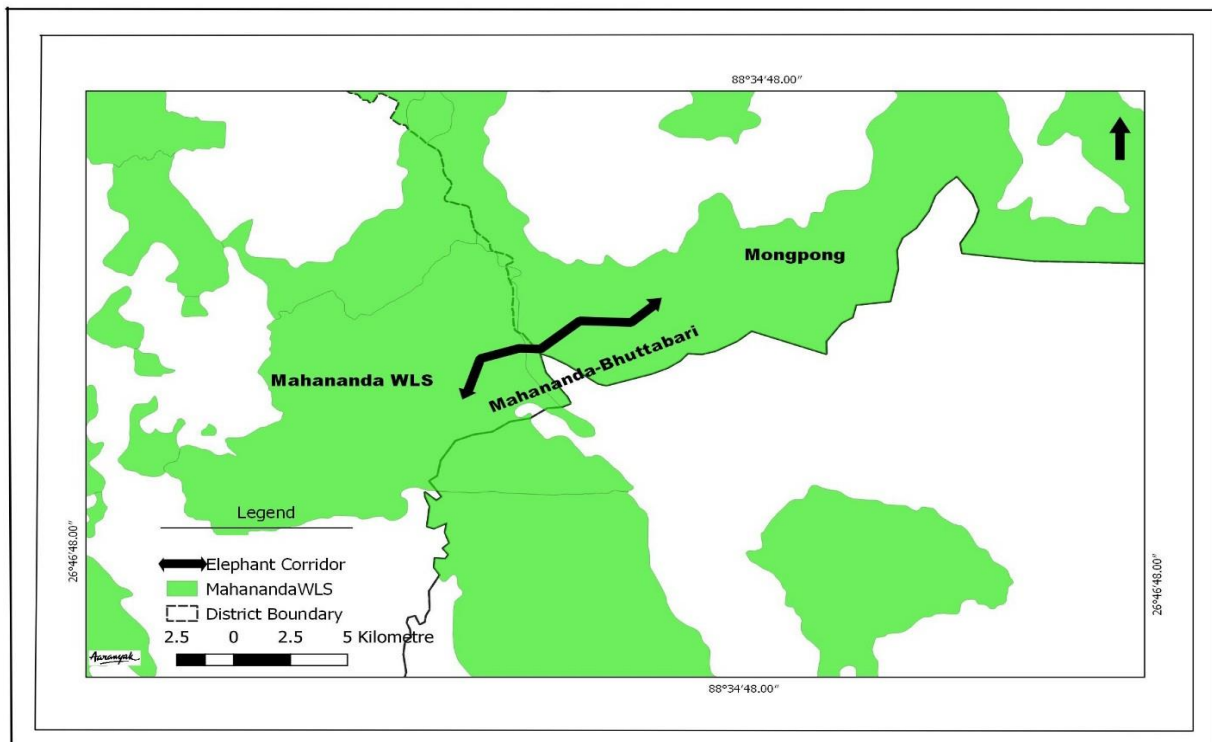 88°34'48.00"
Mongpong
Mahananda-Bhuttabari
Mahananda WLS
Legend
Elephant Corridor
MahanandaWLS
District Boundary
2.5 0 2.5 5 Kilometre
Aaranyak
26°46'48.00"
26°46'48.00"
88°34'48.00"